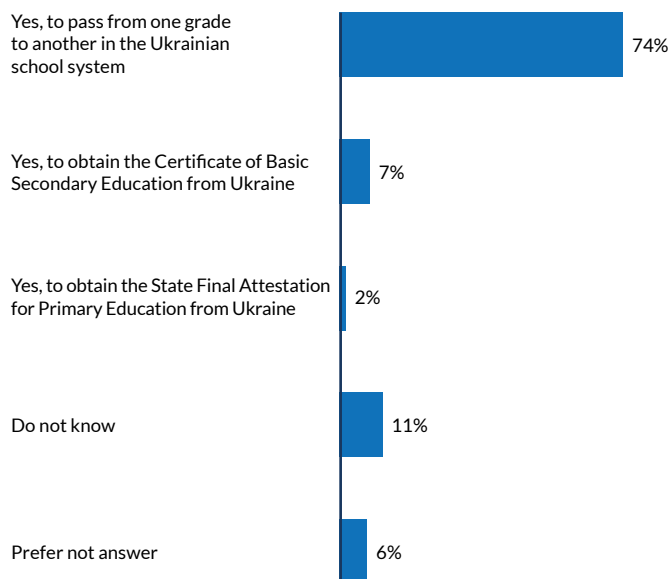 Yes, to pass from one grade
to another in the Ukrainian
school system
74%
Yes, to obtain the Certificate of Basic
Secondary Education from Ukraine
7%
Yes, to obtain the State Final Attestation
for Primary Education from Ukraine
2%
Do not know
11%
Prefer not answer
6%